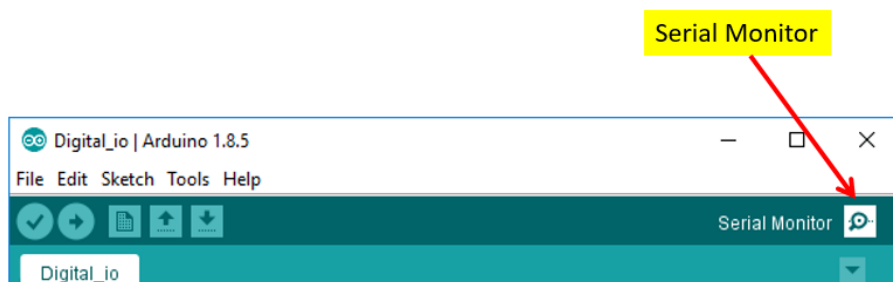 Serial Monitor
Digital_io | Arduino 1.8.5
File Edit Sketch Tools Help
Serial Monitor
Digital_io